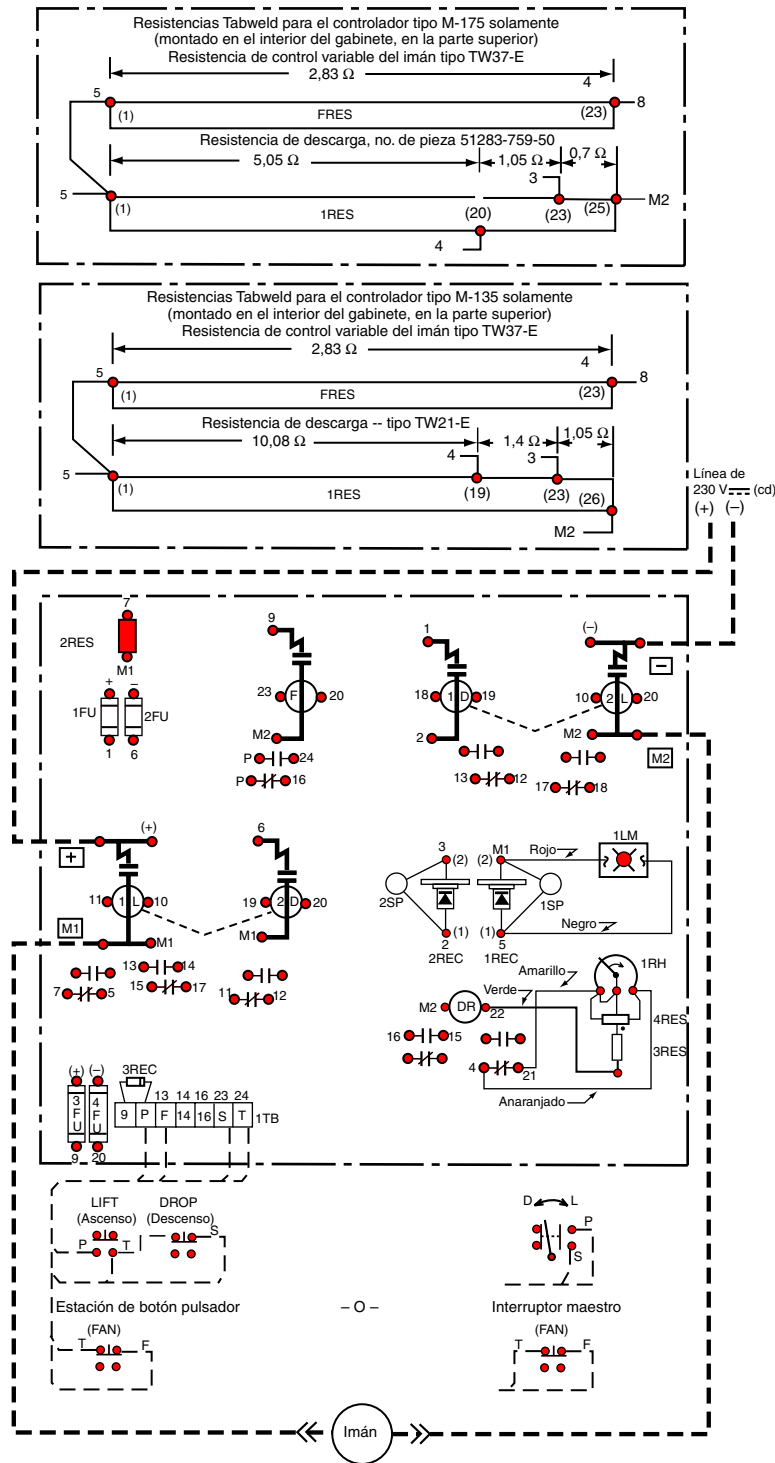 Resistencias Tabweld para el controlador tipo M-175 solamente
(montado en el interior del gabinete, en la parte superior)
Resistencia de control variable del imán tipo TW37-E
2,83 Ω
5
4
8
(1)
FRES
(23)
Resistencia de descarga, no. de pieza 51283-759-50
5,05 Ω
1,05 Ω
0,7 Ω
3
5
M2
(1)
1RES
(20)
(23)
(25)
4
Resistencias Tabweld para el controlador tipo M-135 solamente
(montado en el interior del gabinete, en la parte superior)
Resistencia de control variable del imán tipo TW37-E
2,83 Ω
5
4
8
(1)
FRES
(23)
Resistencia de descarga -- tipo TW21-E
10,08 Ω
1,4 Ω
1,05 Ω
4
3
5
(1)
1RES
(19)
(23)
(26)
M2
Línea de
230 V (cd)
(+) (–)
7
2RES
M1
+ –
1FU 2FU
1 6
9
23 F 20
M2
P 24
P 16
1
18 1 D 19
2
13 12
(–)
–
10 2 L 20
M2
M2
17 18
(+)
+
11 1 L 10
M1
M1
13 14
7 5
15 17
6
19 2 D 20
M1
11 12
3 (2)
2SP
2 (1)
2REC
M1
(2)
1SP
(1) 5
1REC
Rojo
1LM
Negro
Amarillo
1RH
Verde
M2 DR 22
16 15
4 21
4RES
3RES
Anaranjado
(+) (–)
3 F U
4 F U
9 20
3REC
13 14 16 23 24
9 P F 14 16 S T 1TB
LIFT
(Ascenso)
P T
DROP
(Descenso)
S
D L
P
S
Estación de botón pulsador
– O –
Interruptor maestro
(FAN)
T F
(FAN)
T F
Imán